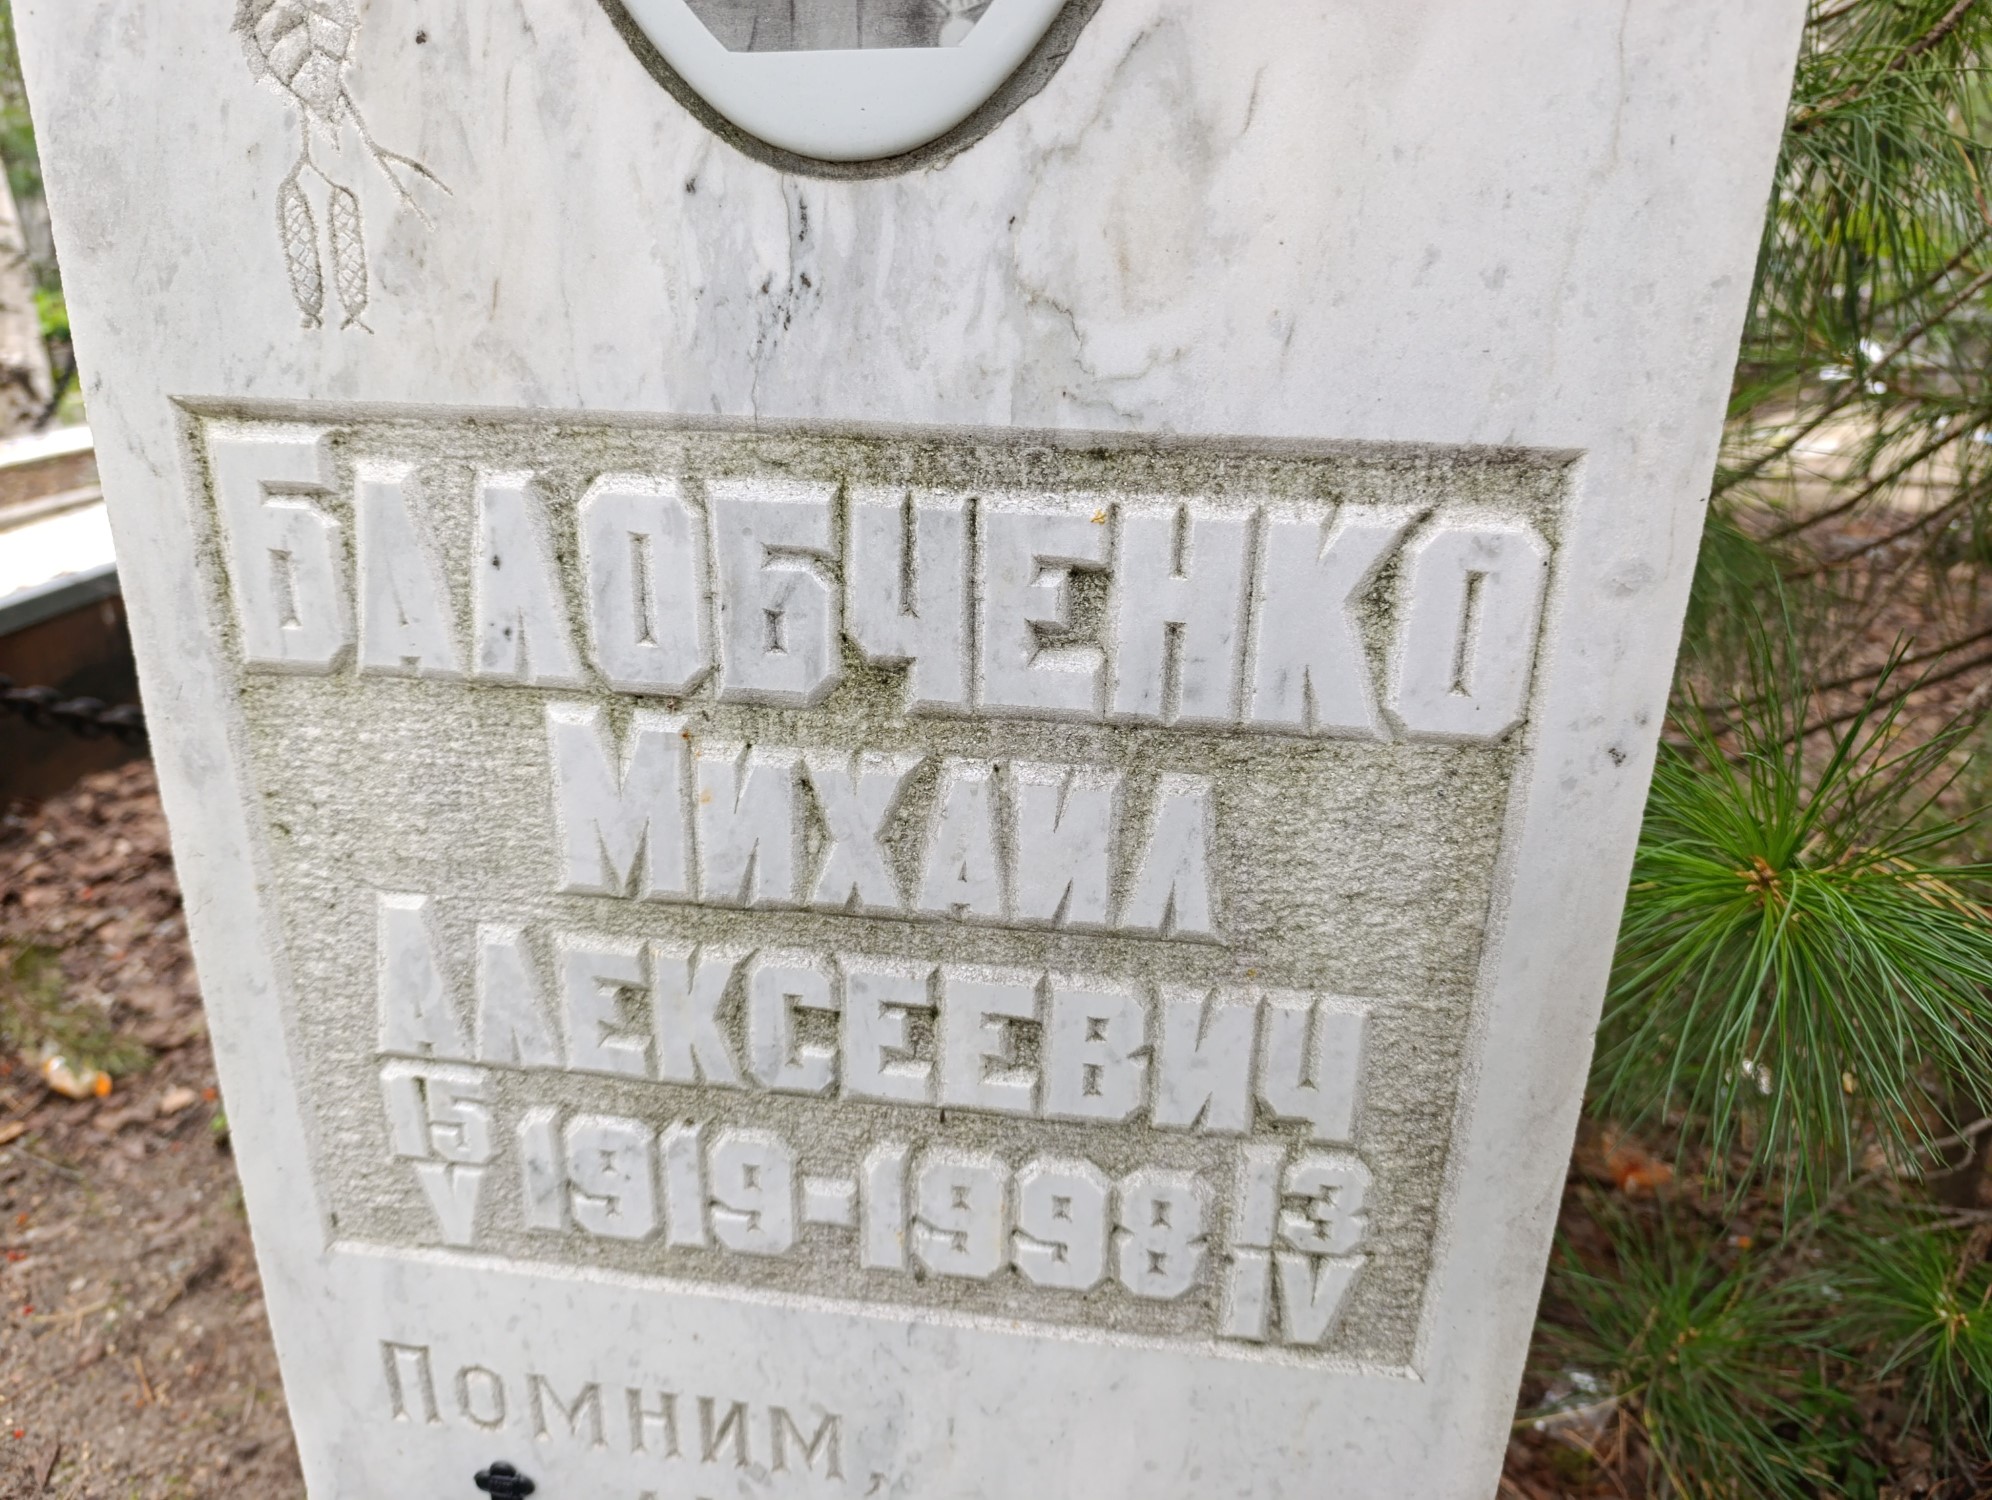 Балобченко
Михаил
Алексеевич
15 V 1919-1998 13 IV
Помним,